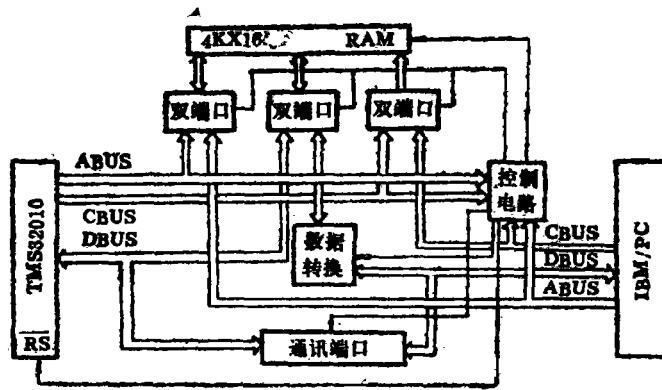 4KX16 RAM
双端口 双端口 双端口
ABUS
控制
电路
CBUS
DBUS
TMS32010
数据
转换
CBUS
DBUS
ABUS
IBM/PC
RS
通讯端口